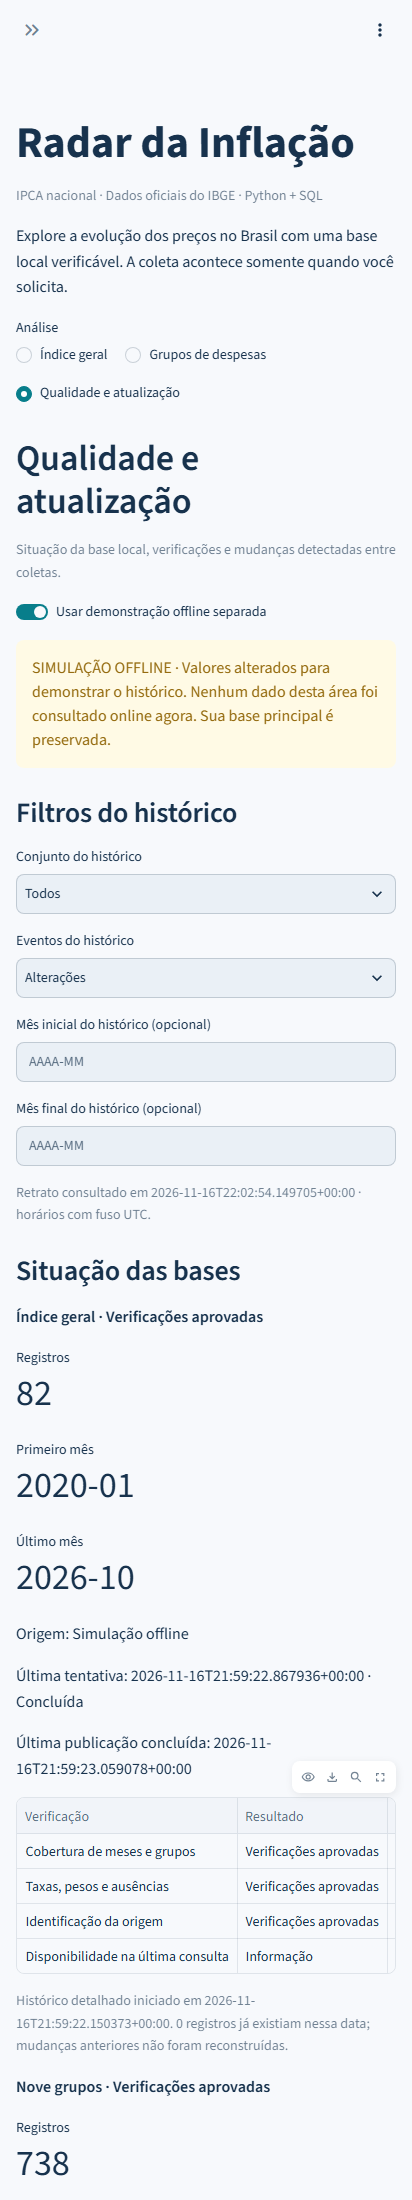 Radar da Inflação
IPCA nacional · Dados oficiais do IBGE · Python + SQL
Explore a evolução dos preços no Brasil com uma base
local verificável. A coleta acontece somente quando você
solicita.
Análise
Índice geral
Grupos de despesas
Qualidade e atualização
Qualidade e
atualização
Situação da base local, verificações e mudanças detectadas entre
coletas.
Usar demonstração offline separada
SIMULAÇÃO OFFLINE · Valores alterados para
demonstrar o histórico. Nenhum dado desta área foi
consultado online agora. Sua base principal é
preservada.
Filtros do histórico
Conjunto do histórico
Todos
Eventos do histórico
Alterações
Mês inicial do histórico (opcional)
AAAA-MM
Mês final do histórico (opcional)
AAAA-MM
Retrato consultado em 2026-11-16T22:02:54.149705+00:00 ·
horários com fuso UTC.
Situação das bases
Índice geral · Verificações aprovadas
Registros
82
Primeiro mês
2020-01
Último mês
2026-10
Origem: Simulação offline
Última tentativa: 2026-11-16T21:59:22.867936+00:00 ·
Concluída
Última publicação concluída: 2026-11-
16T21:59:23.059078+00:00
Verificação Resultado
Cobertura de meses e grupos Verificações aprovadas
Taxas, pesos e ausências Verificações aprovadas
Identificação da origem Verificações aprovadas
Disponibilidade na última consulta Informação
Histórico detalhado iniciado em 2026-11-
16T21:59:22.150373+00:00. 0 registros já existiam nessa data;
mudanças anteriores não foram reconstruídas.
Nove grupos · Verificações aprovadas
Registros
738